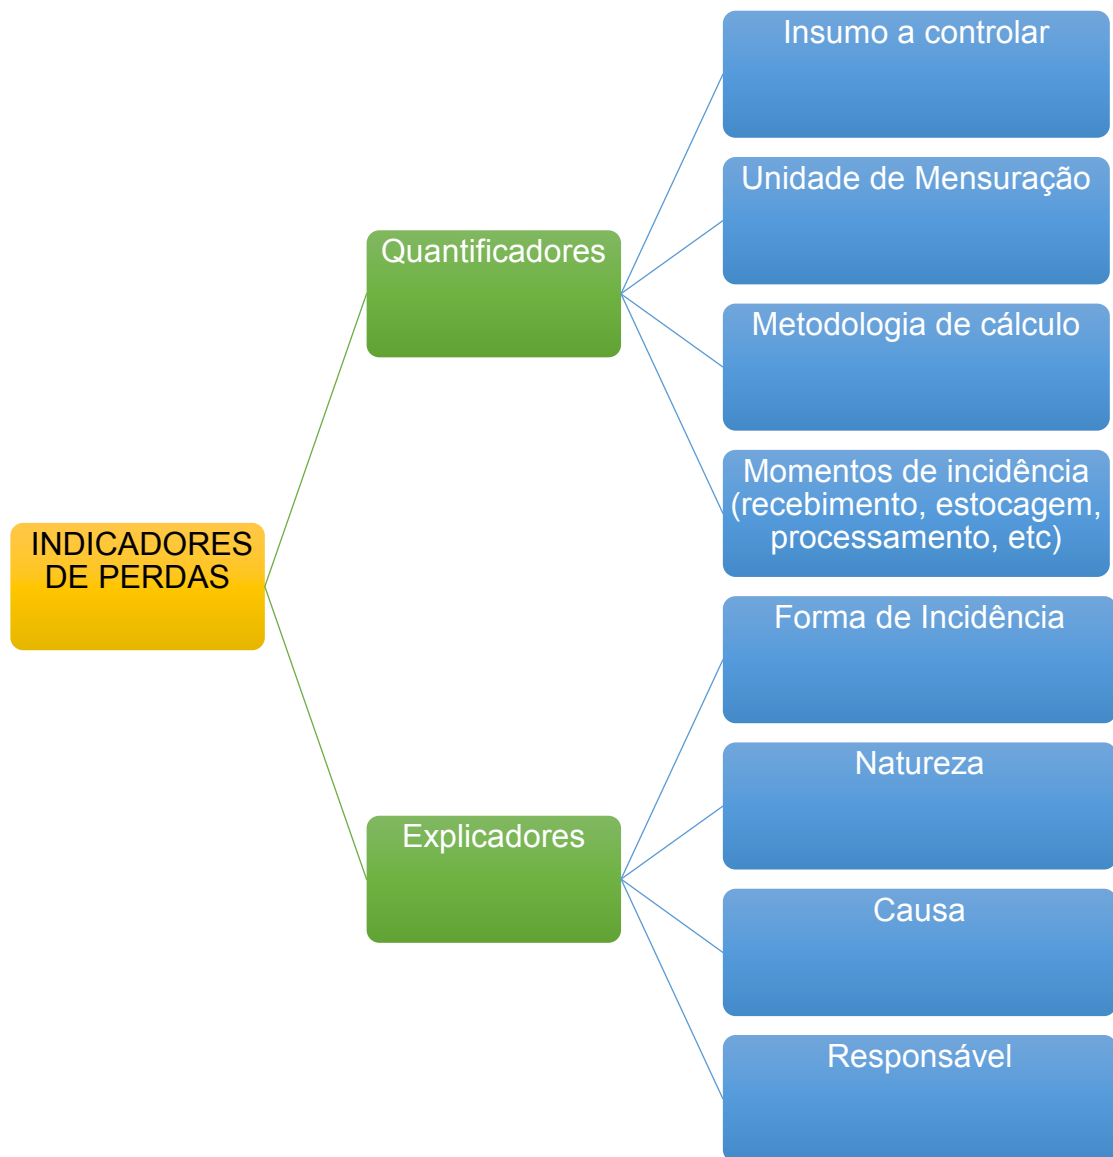 Insumo a controlar
Unidade de Mensuração
Quantificadores
Metodologia de cálculo
Momentos de incidência
(recebimento, estocagem,
processamento, etc)
INDICADORES
DE PERDAS
Forma de Incidência
Natureza
Explicadores
Causa
Responsável